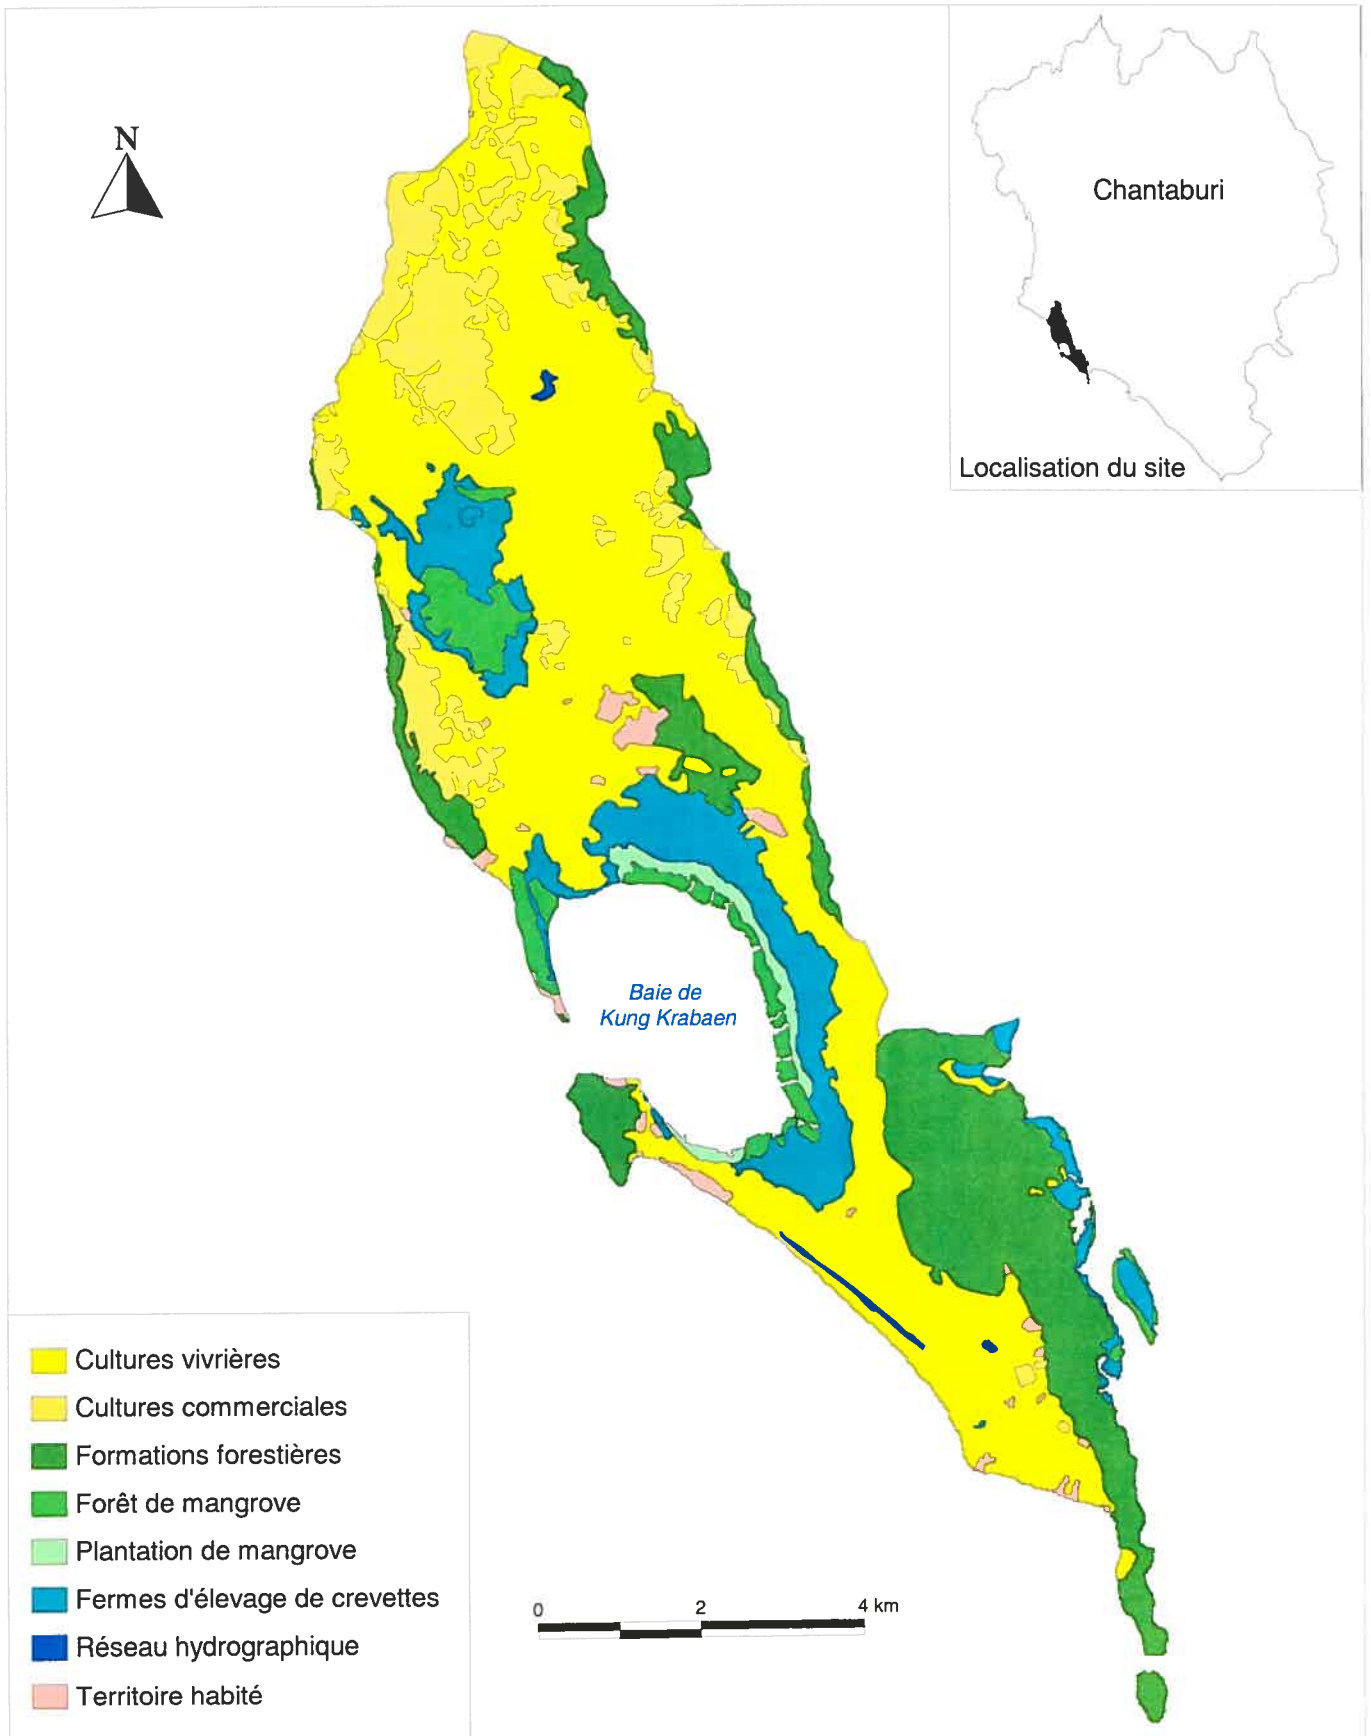 N
Chantaburi
Localisation du site
Baie de
Kung Krabaen
Cultures vivrières
Cultures commerciales
Formations forestières
Forêt de mangrove
Plantation de mangrove
Fermes d'élevage de crevettes
Réseau hydrographique
Territoire habité
0 2 4 km